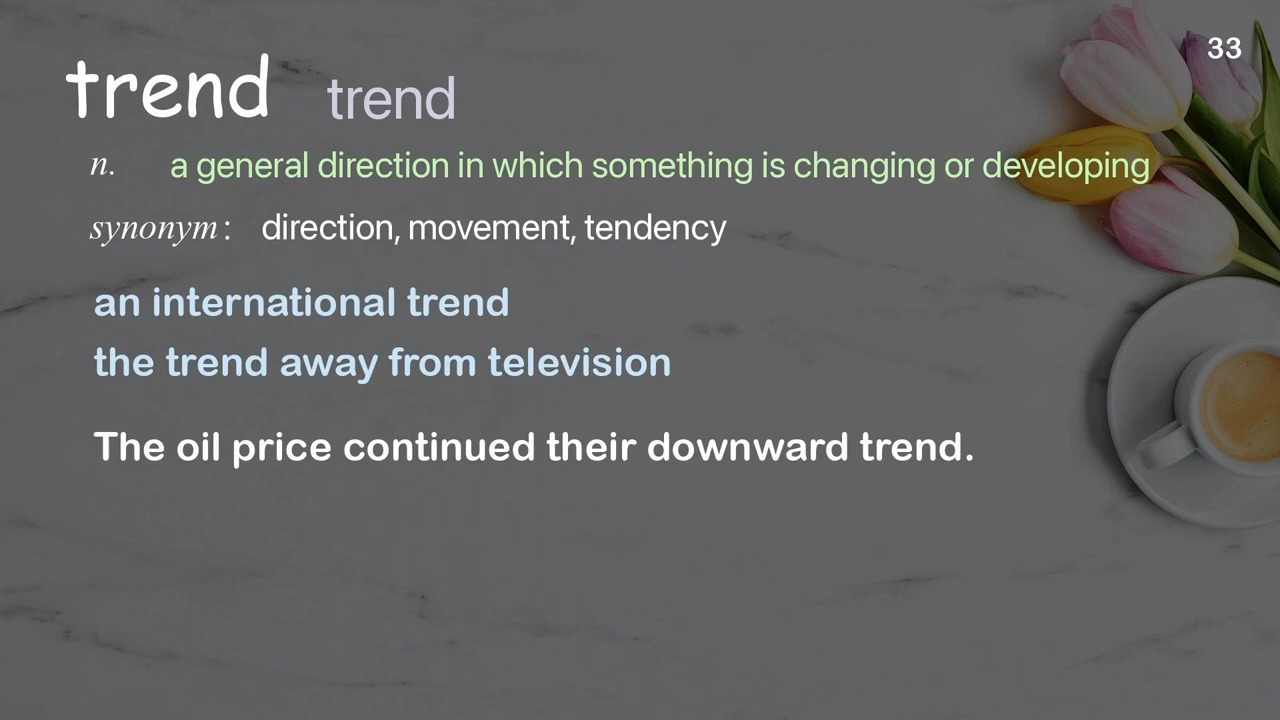 33
trend trend
n. a general direction in which something is changing or developing
synonym: direction, movement, tendency
an international trend
the trend away from television
The oil price continued their downward trend.